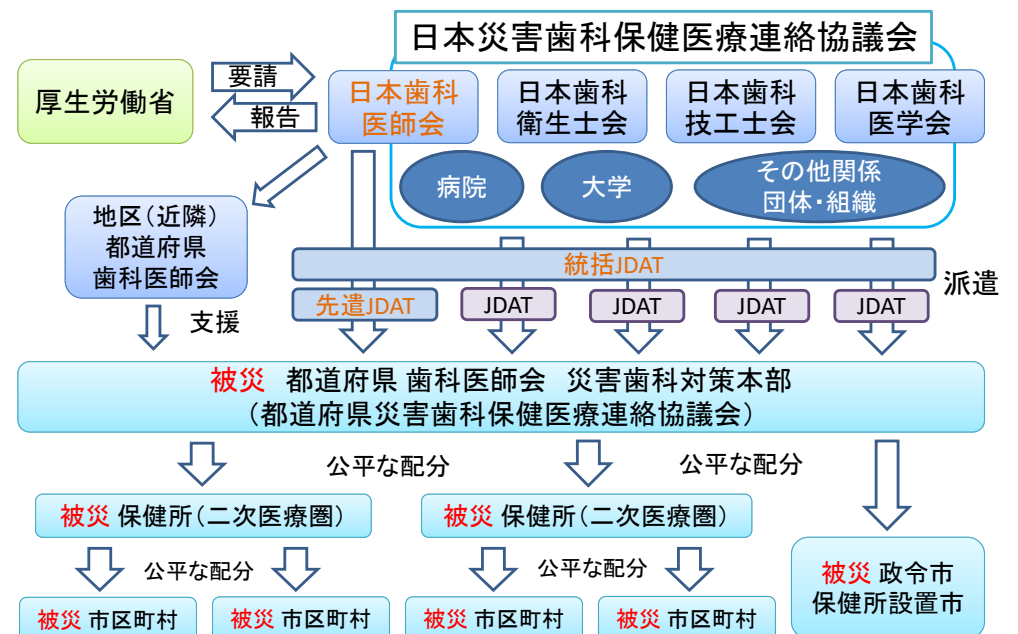 日本災害歯科保健医療連絡協議会
厚生労働省
要請
報告
日本歯科
医師会
日本歯科
衛生士会
日本歯科
技工士会
日本歯科
医学会
病院
大学
その他関係
団体・組織
地区（近隣）
都道府県
歯科医師会
統括JDAT
派遣
先遣JDAT
JDAT
JDAT
JDAT
JDAT
支援
被災 都道府県 歯科医師会 災害歯科対策本部
（都道府県災害歯科保健医療連絡協議会）
公平な配分
公平な配分
被災 保健所（二次医療圏）
被災 保健所（二次医療圏）
公平な配分
公平な配分
被災 政令市
保健所設置市
被災 市区町村
被災 市区町村
被災 市区町村
被災 市区町村